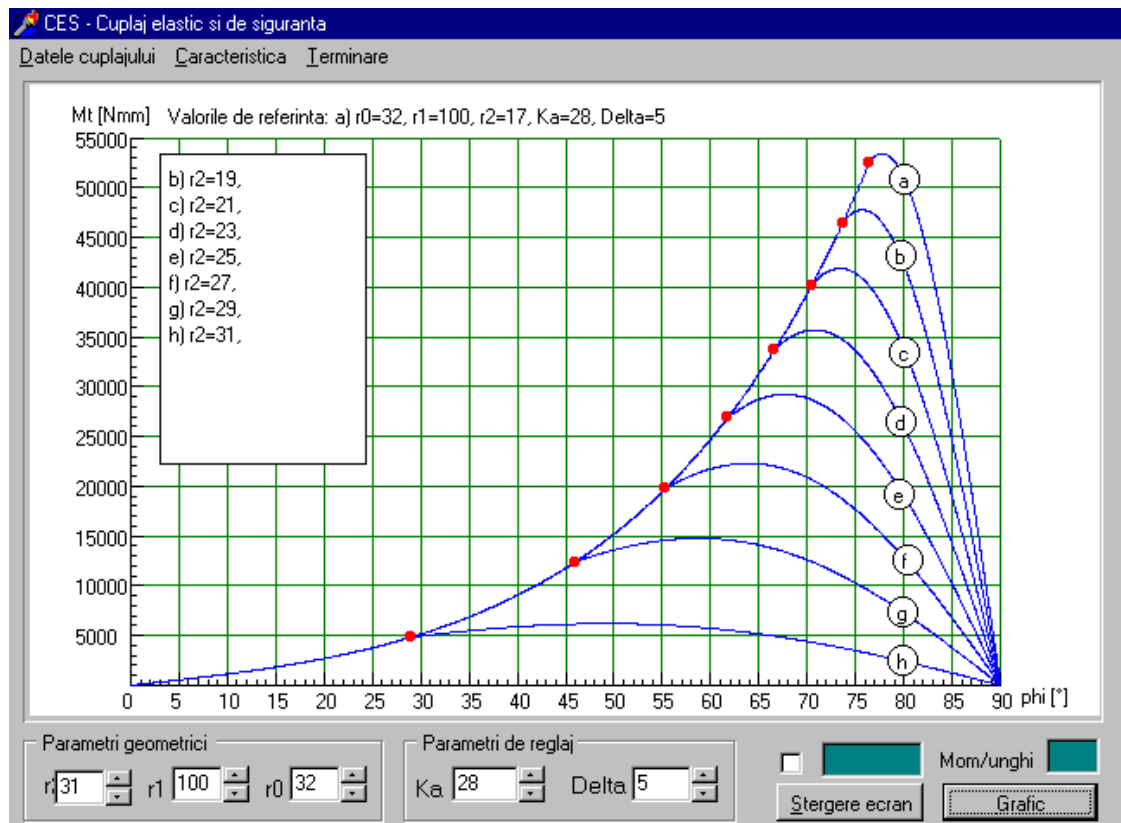 CES - Cuplaj elastic si de siguranta
Datele cuplajului Caracteristica Terminare
Mt [Nmm] Valorile de referinta: a) r0=32, r1=100, r2=17, Ka=28, Delta=5
55000
50000
45000
40000
35000
30000
25000
20000
15000
10000
5000
b) r2=19,
c) r2=21,
d) r2=23,
e) r2=25,
f) r2=27,
g) r2=29,
h) r2=31,
a
b
c
d
e
f
g
h
0 5 10 15 20 25 30 35 40 45 50 55 60 65 70 75 80 85 90 phi [°]
Parametri geometrici
31 r1 100 r0 32
Parametri de reglaj
Ka 28 Delta 5
Mom/unghi
Stergere ecran Grafic